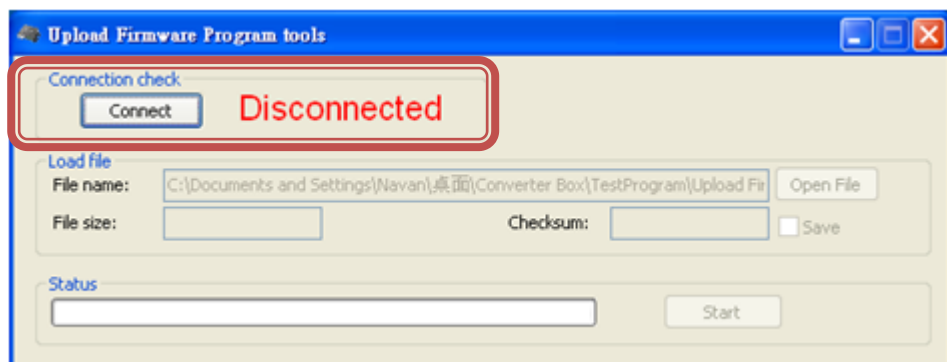 Upload Firmware Program tools
Connection check
Connect Disconnected
Load file
File name: C:\Documents and Settings\Navan\桌面\Converter Box\TestProgram\Upload Fir Open File
File size: Checksum: Save
Status
Start